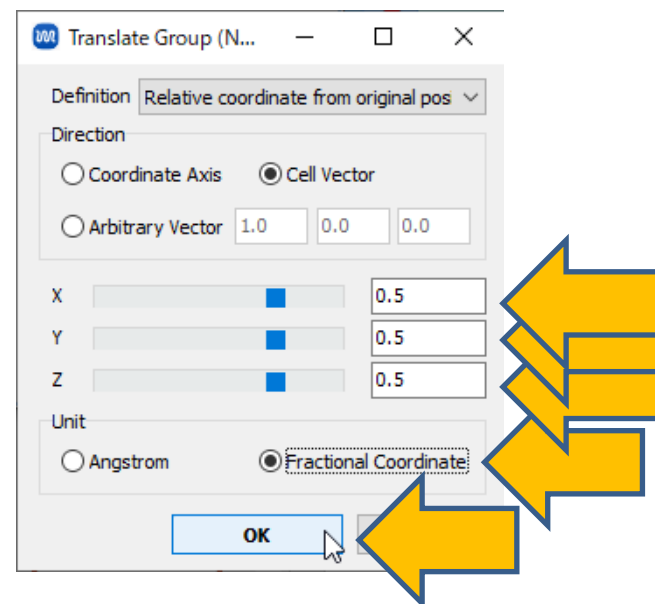 Translate Group (N...
Definition Relative coordinate from original pos
Direction
Coordinate Axis Cell Vector
Arbitrary Vector 1.0 0.0 0.0
X 0.5
Y 0.5
Z 0.5
Unit
Angstrom Fractional Coordinate
OK